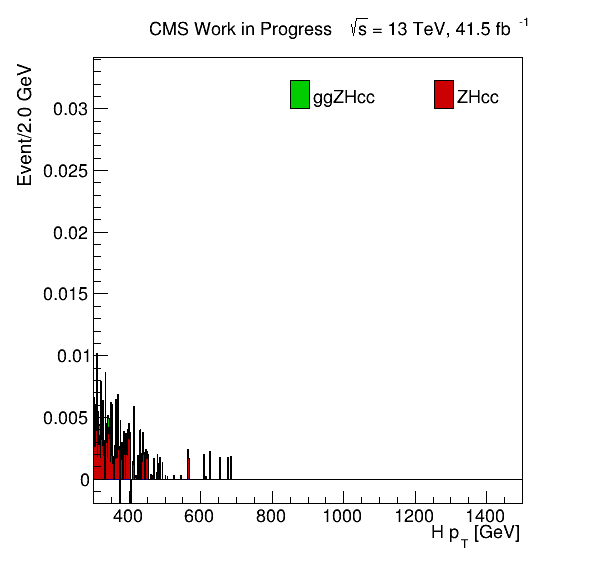 CMS Work in Progress √s = 13 TeV, 41.5 fb⁻¹
Event/2.0 GeV
ggZHcc ZHcc
0.03
0.025
0.02
0.015
0.01
0.005
0
400 600 800 1000 1200 1400
H p_T [GeV]